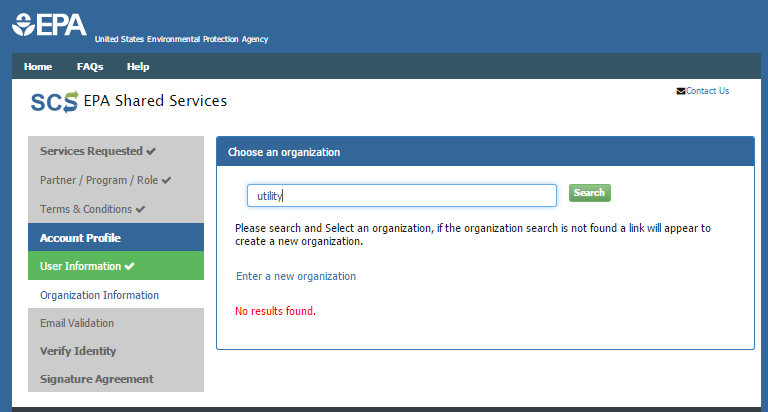 EPA
United States Environmental Protection Agency
Home FAQs Help
SCS EPA Shared Services
Contact Us
Services Requested
Partner / Program / Role
Terms & Conditions
Account Profile
User Information
Organization Information
Email Validation
Verify Identity
Signature Agreement
Choose an organization
utility
Search
Please search and Select an organization, if the organization search is not found a link will appear to
create a new organization.
Enter a new organization
No results found.